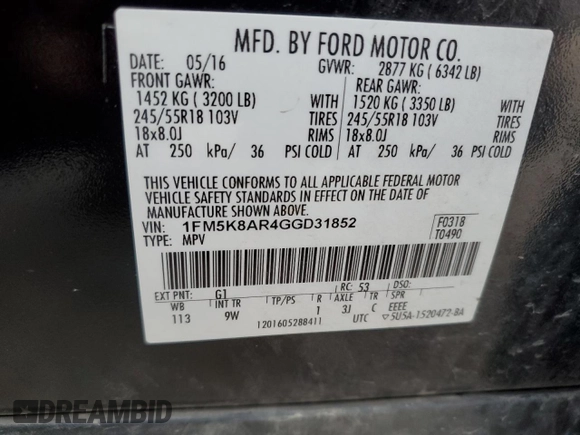 MFD. BY FORD MOTOR CO.
DATE: 05/16 GVWR: 2877 KG ( 6342 LB)
FRONT GAWR: REAR GAWR:
1452 KG ( 3200 LB) WITH 1520 KG ( 3350 LB) WITH
245/55R18 103V TIRES 245/55R18 103V TIRES
18x8.0J RIMS 18x8.0J RIMS
AT 250 kPa/ 36 PSI COLD AT 250 kPa/ 36 PSI COLD
THIS VEHICLE CONFORMS TO ALL APPLICABLE FEDERAL MOTOR
VEHICLE SAFETY STANDARDS IN EFFECT ON THE DATE OF MANUFACTURE
SHOWN ABOVE.
VIN: 1FM5K8AR4GGD31852 F0318
TYPE: MPV T0490
EXT PNT: G1 RC: 53 DSO:
WB INT TR TP/PS R AXLE TR SPR
113 9W 1 3J C EEEE
1201605288411 UTC ▽5U5A-1520472-BA
DREAMBID